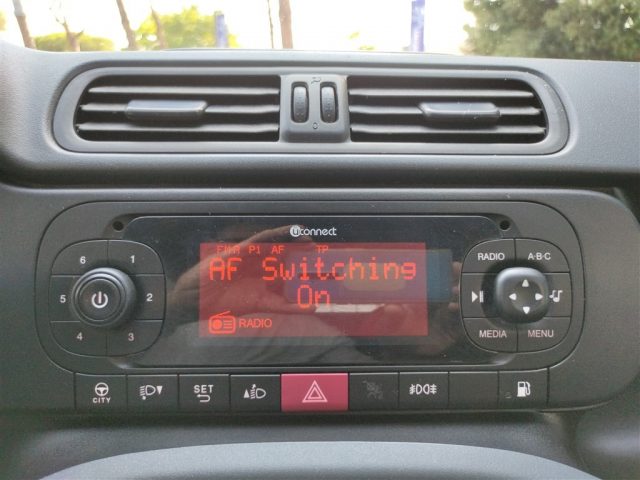 uconnect
FMA P1 AF TP
AF Switching
On
RADIO
6 1
5 2
4 3
RADIO A-B-C
MEDIA MENU
CITY
SET